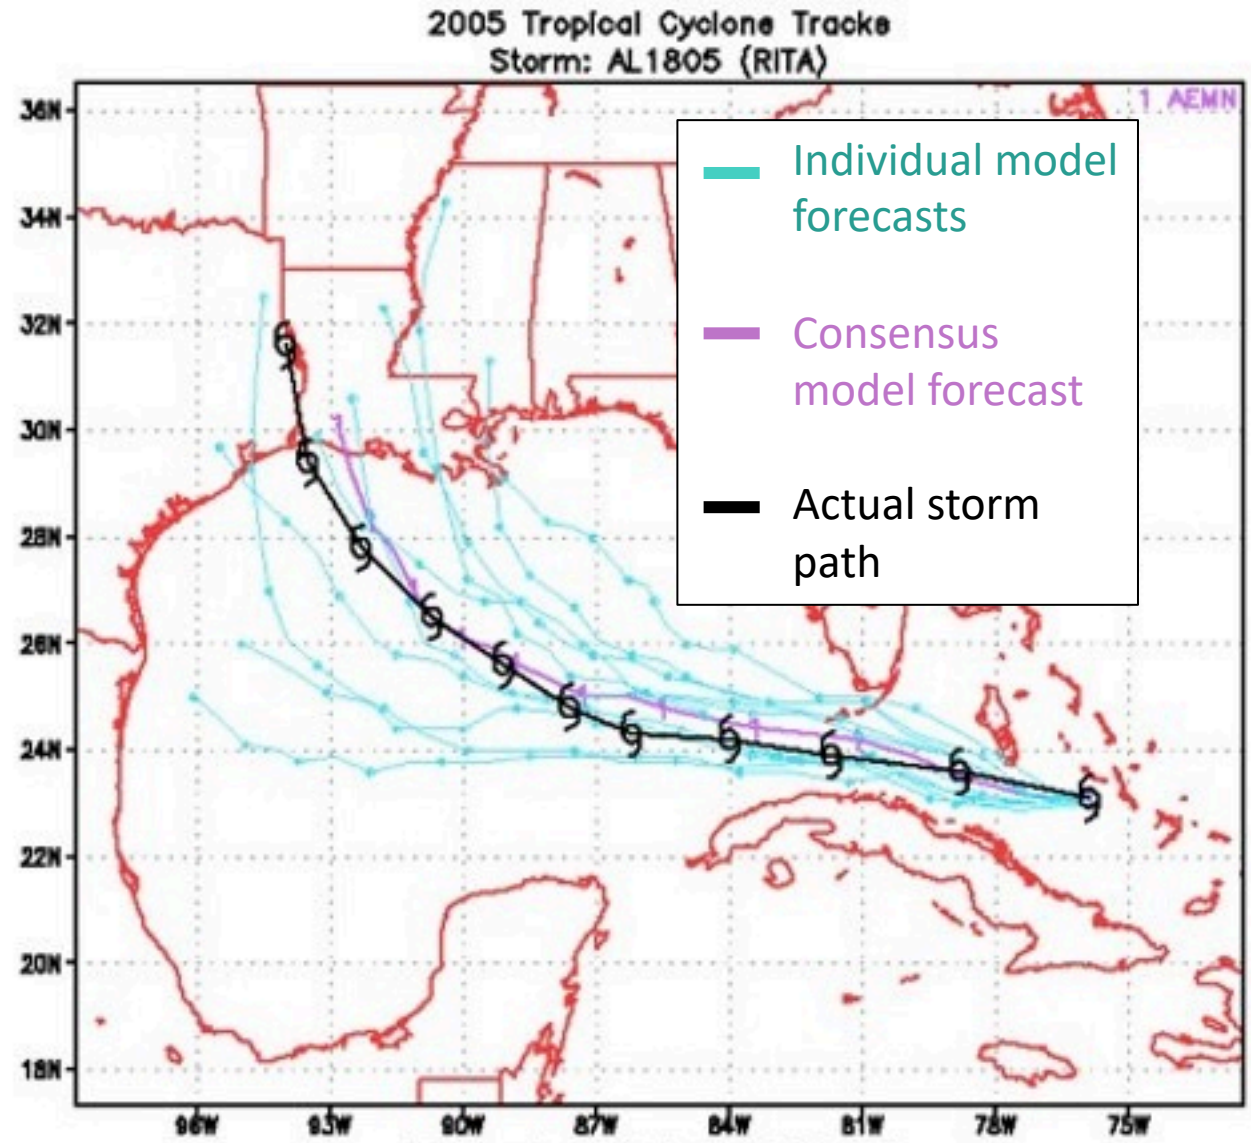 2005 Tropical Cyclone Tracks
Storm: AL1805 (RITA)
1 AEMN
Individual model
forecasts
Consensus
model forecast
Actual storm
path
36N
34N
32N
30N
28N
26N
24N
22N
20N
18N
96W 93W 90W 87W 84W 81W 78W 75W